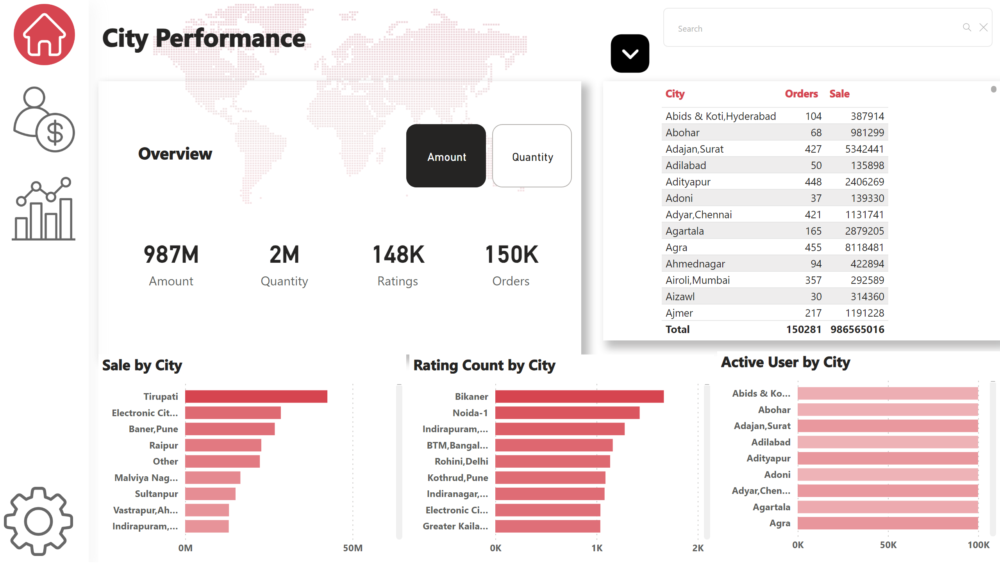 City Performance
Search
Overview
Amount
Quantity
987M
Amount
2M
Quantity
148K
Ratings
150K
Orders
City Orders Sale
Abids & Koti,Hyderabad 104 387914
Abohar 68 981299
Adajan,Surat 427 5342441
Adilabad 50 135898
Adityapur 448 2406269
Adoni 37 139330
Adyar,Chennai 421 1131741
Agartala 165 2879205
Agra 455 8118481
Ahmednagar 94 422894
Airoli,Mumbai 357 292589
Aizawl 30 314360
Ajmer 217 1191228
Total 150281 986565016
Sale by City
Tirupati
Electronic Cit...
Baner,Pune
Raipur
Other
Malviya Nag...
Sultanpur
Vastrapur,Ah...
Indirapuram,...
0M 50M
Rating Count by City
Bikaner
Noida-1
Indirapuram,...
BTM,Bangal...
Rohini,Delhi
Kothrud,Pune
Indiranagar,...
Electronic Ci...
Greater Kaila...
0K 1K 2K
Active User by City
Abids & Ko...
Abohar
Adajan,Surat
Adilabad
Adityapur
Adoni
Adyar,Chen...
Agartala
Agra
0K 50K 100K